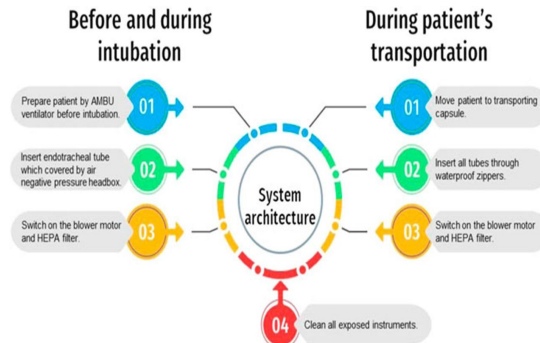 Before and during
intubation
During patient's
transportation
01
Prepare patient by AMBU
ventilator before intubation.
02
Insert endotracheal tube
which covered by air
negative pressure headbox.
03
Switch on the blower motor
and HEPA filter.
System
architecture
01
Move patient to transporting
capsule.
02
Insert all tubes through
waterproof zippers.
03
Switch on the blower motor
and HEPA filter.
04
Clean all exposed instruments.